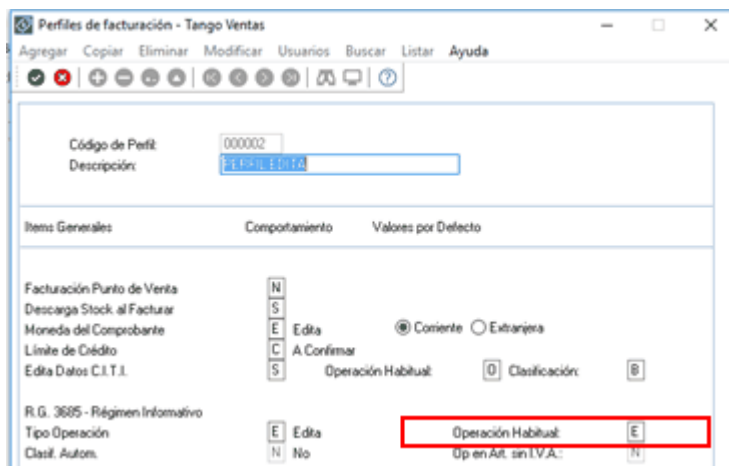 Perfiles de facturación - Tango Ventas
Agregar Copiar Eliminar Modificar Usuarios Buscar Listar Ayuda
Código de Perfil: 000002
Descripción: PERFIL EDITA
Items Generales Comportamiento Valores por Defecto
Facturación Punto de Venta N
Descarga Stock al Facturar S
Moneda del Comprobante E Edita Corriente Extranjera
Límite de Crédito C A Confirmar
Edita Datos C.I.T.I. S Operación Habitual: 0 Clasificación: B
R.G. 3685 - Régimen Informativo
Tipo Operación E Edita Operación Habitual: E
Clasif. Autom. N No Op en Art. sin I.V.A.: N